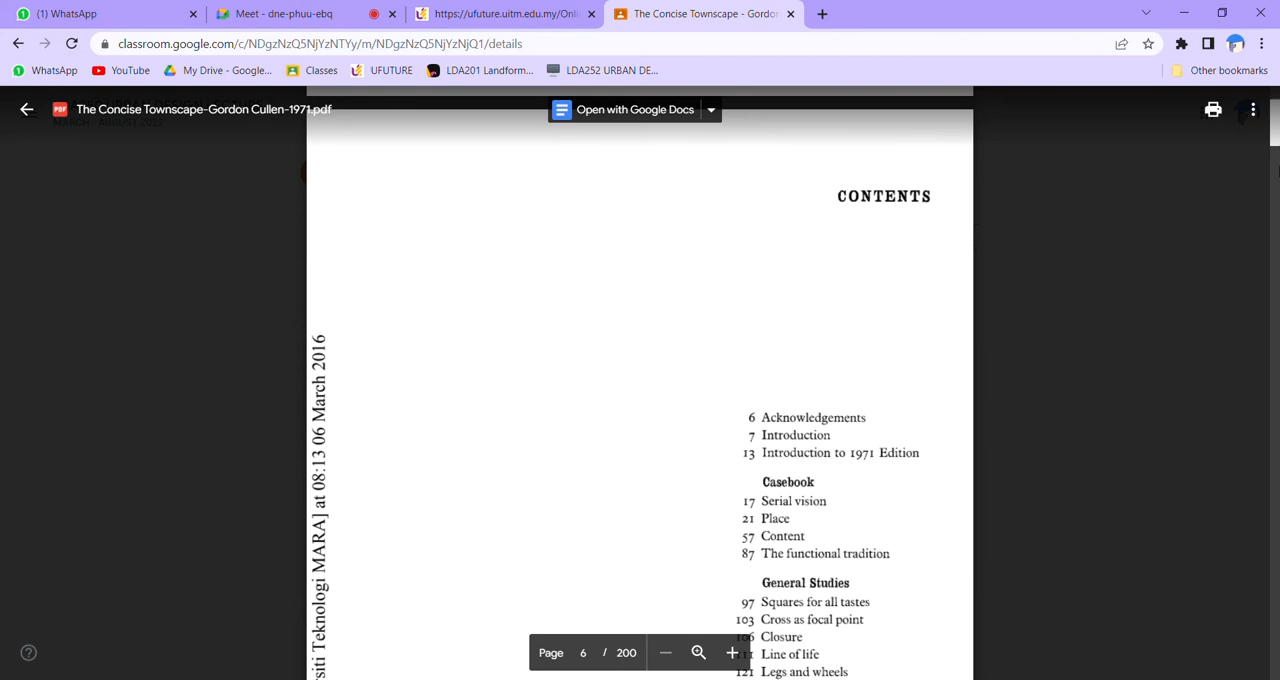 (1) WhatsApp
Meet - dne-phuu-ebq
https://ufuture.uitm.edu.my/Onli
The Concise Townscape - Gordon
classroom.google.com/c/NDgzNzQ5NjYzNTYy/m/NDgzNzQ5NjYzNjQ1/details
WhatsApp
YouTube
My Drive - Google...
Classes
UFUTURE
LDA201 Landform...
LDA252 URBAN DE...
Other bookmarks
PDF
The Concise Townscape-Gordon Cullen-1971.pdf
Open with Google Docs
CONTENTS
siti Teknologi MARA] at 08:13 06 March 2016
6 Acknowledgements
7 Introduction
13 Introduction to 1971 Edition
Casebook
17 Serial vision
21 Place
57 Content
87 The functional tradition
General Studies
97 Squares for all tastes
103 Cross as focal point
106 Closure
Line of life
121 Legs and wheels
Page 6 / 200